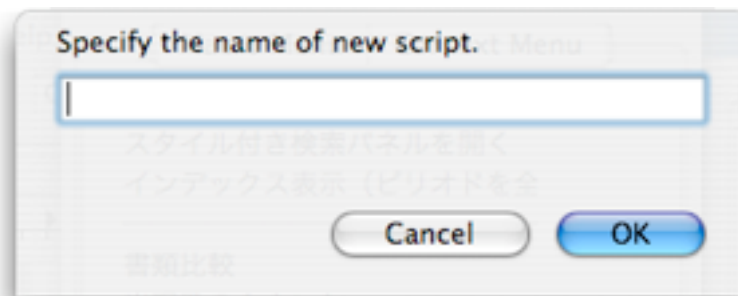 Specify the name of new script.
スタイル付き検索パネルを開く
インデックス表示（ピリオドを全
Cancel OK
書類比較